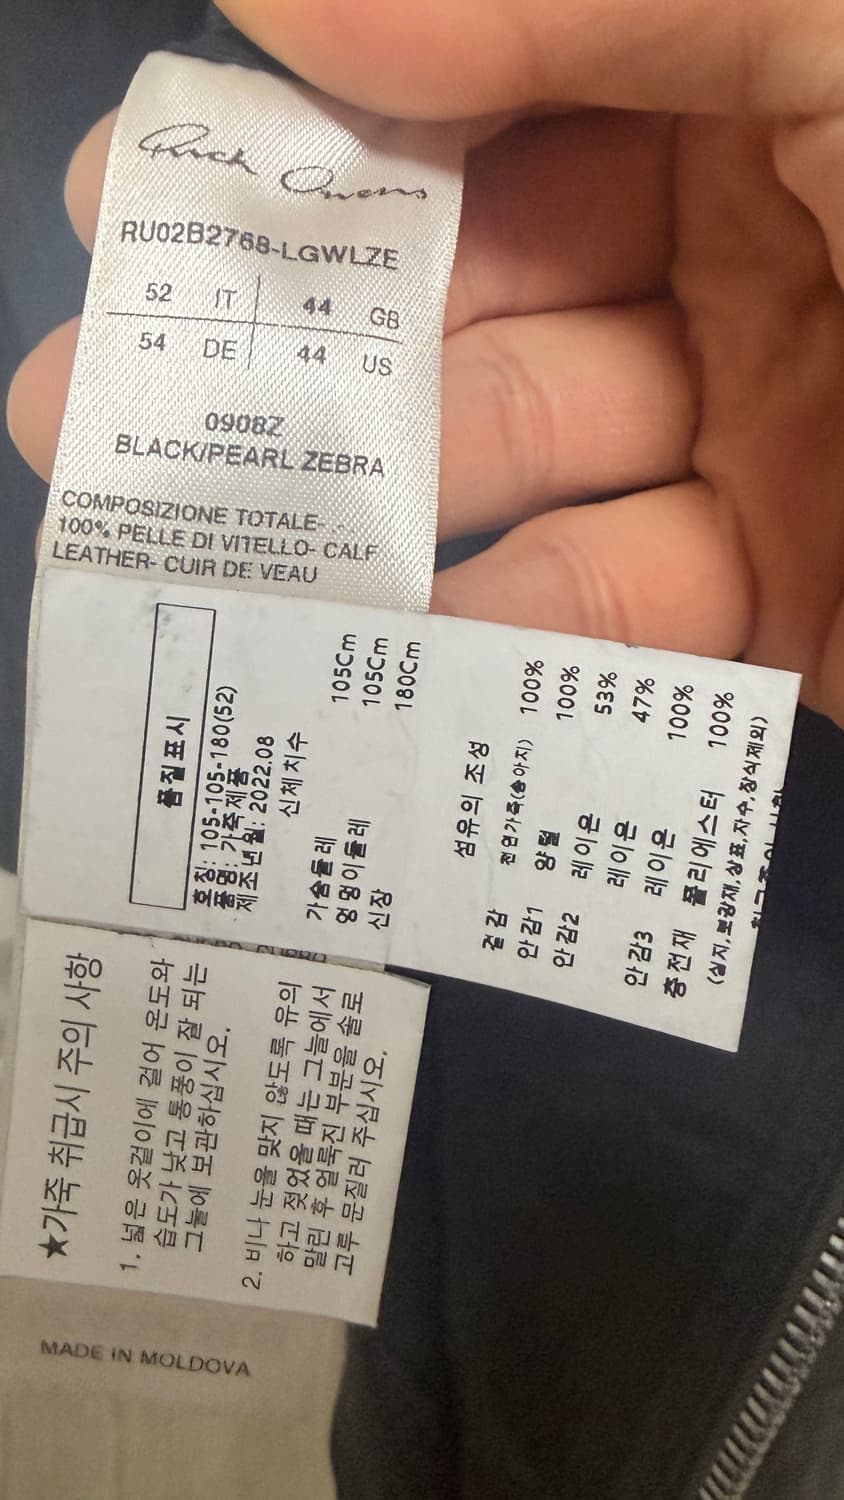 Rick Owens
RU02B2768-LGWLZE
52 IT 44 GB
54 DE 44 US
0908Z
BLACK/PEARL ZEBRA
COMPOSIZIONE TOTALE-
100% PELLE DI VITELLO- CALF
LEATHER- CUIR DE VEAU
품질표시
호칭: 105-105-180(52)
품명: 가죽제품
제조년월: 2022.08
신체치수
가슴둘레 105Cm
엉덩이둘레 105Cm
신장 180Cm
섬유의 조성
겉감 천연가죽(송아지) 100%
안감1 양털 100%
안감2 레이온 53%
레이온 47%
안감3 레이온 100%
충전재 폴리에스터 100%
(실지,보강재,상표,자수,장식제외)
★가죽 취급시 주의 사항
1. 넓은 옷걸이에 걸어 온도와
습도가 낮고 통풍이 잘 되는
그늘에 보관하십시오.
2. 비나 눈을 맞지 않도록 유의
하고 젖었을 때는 그늘에서
말린 후 얼룩진 부분을 솔로
고루 문질러 주십시오.
MADE IN MOLDOVA